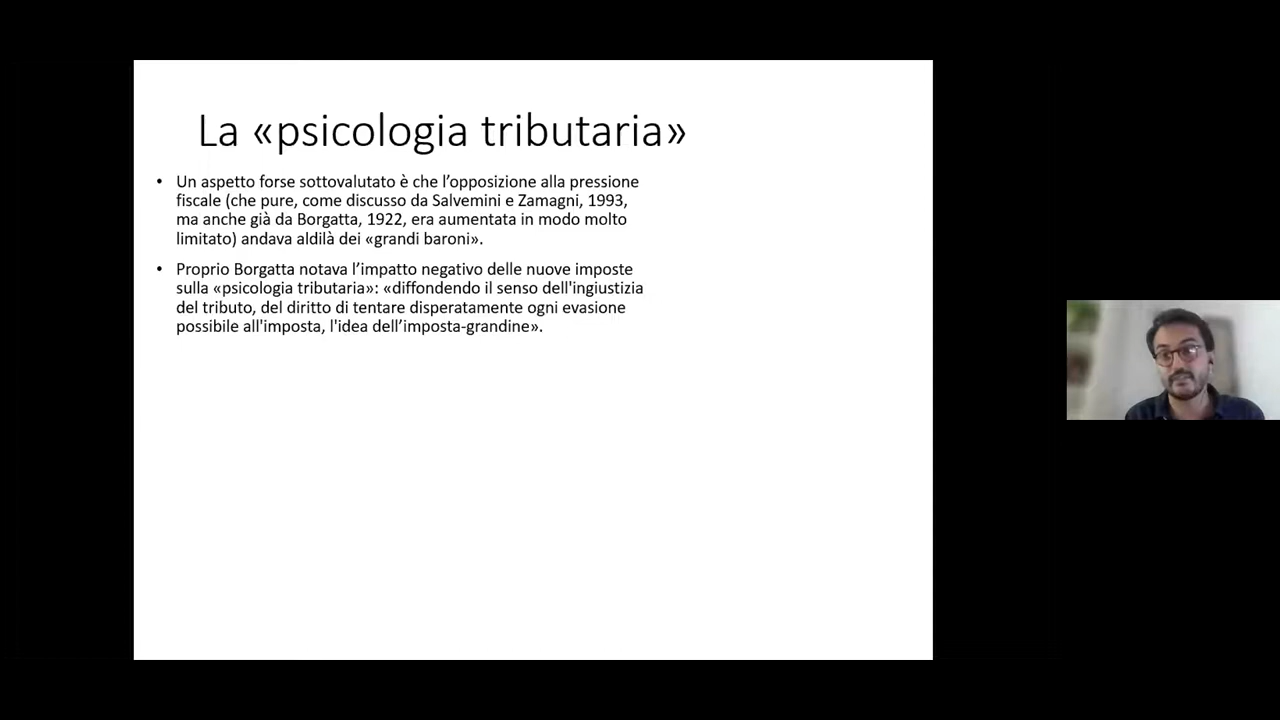 La «psicologia tributaria»
• Un aspetto forse sottovalutato è che l’opposizione alla pressione
fiscale (che pure, come discusso da Salvemini e Zamagni, 1993,
ma anche già da Borgatta, 1922, era aumentata in modo molto
limitato) andava aldilà dei «grandi baroni».
• Proprio Borgatta notava l’impatto negativo delle nuove imposte
sulla «psicologia tributaria»: «diffondendo il senso dell'ingiustizia
del tributo, del diritto di tentare disperatamente ogni evasione
possibile all'imposta, l'idea dell’imposta-grandine».